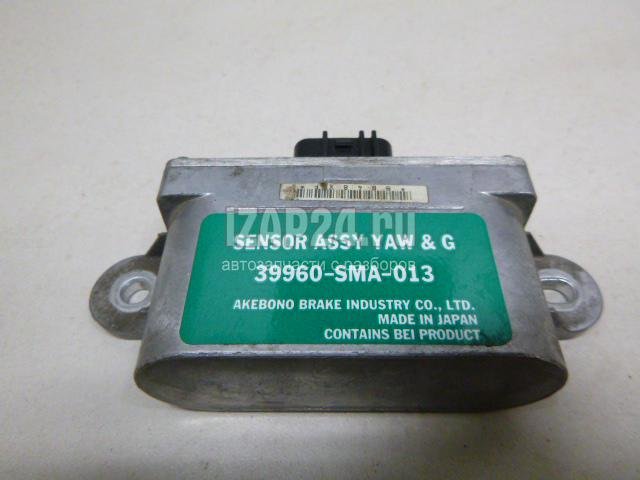 IZAP24.ru
SENSOR ASSY YAW & G
автозапчасти с разборов
39960-SMA-013
AKEBONO BRAKE INDUSTRY CO., LTD.
MADE IN JAPAN
CONTAINS BEI PRODUCT